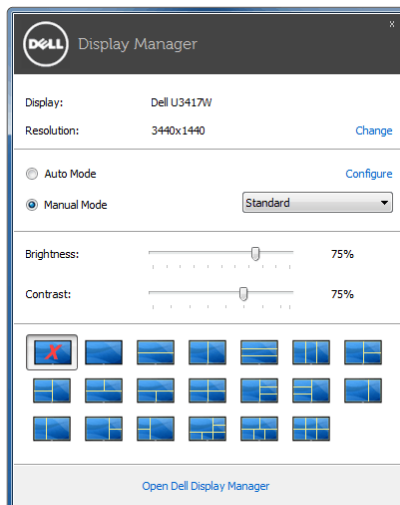 x
DELL Display Manager
Display: Dell U3417W
Resolution: 3440x1440 Change
Auto Mode Configure
Manual Mode Standard
Brightness: 75%
Contrast: 75%
Open Dell Display Manager